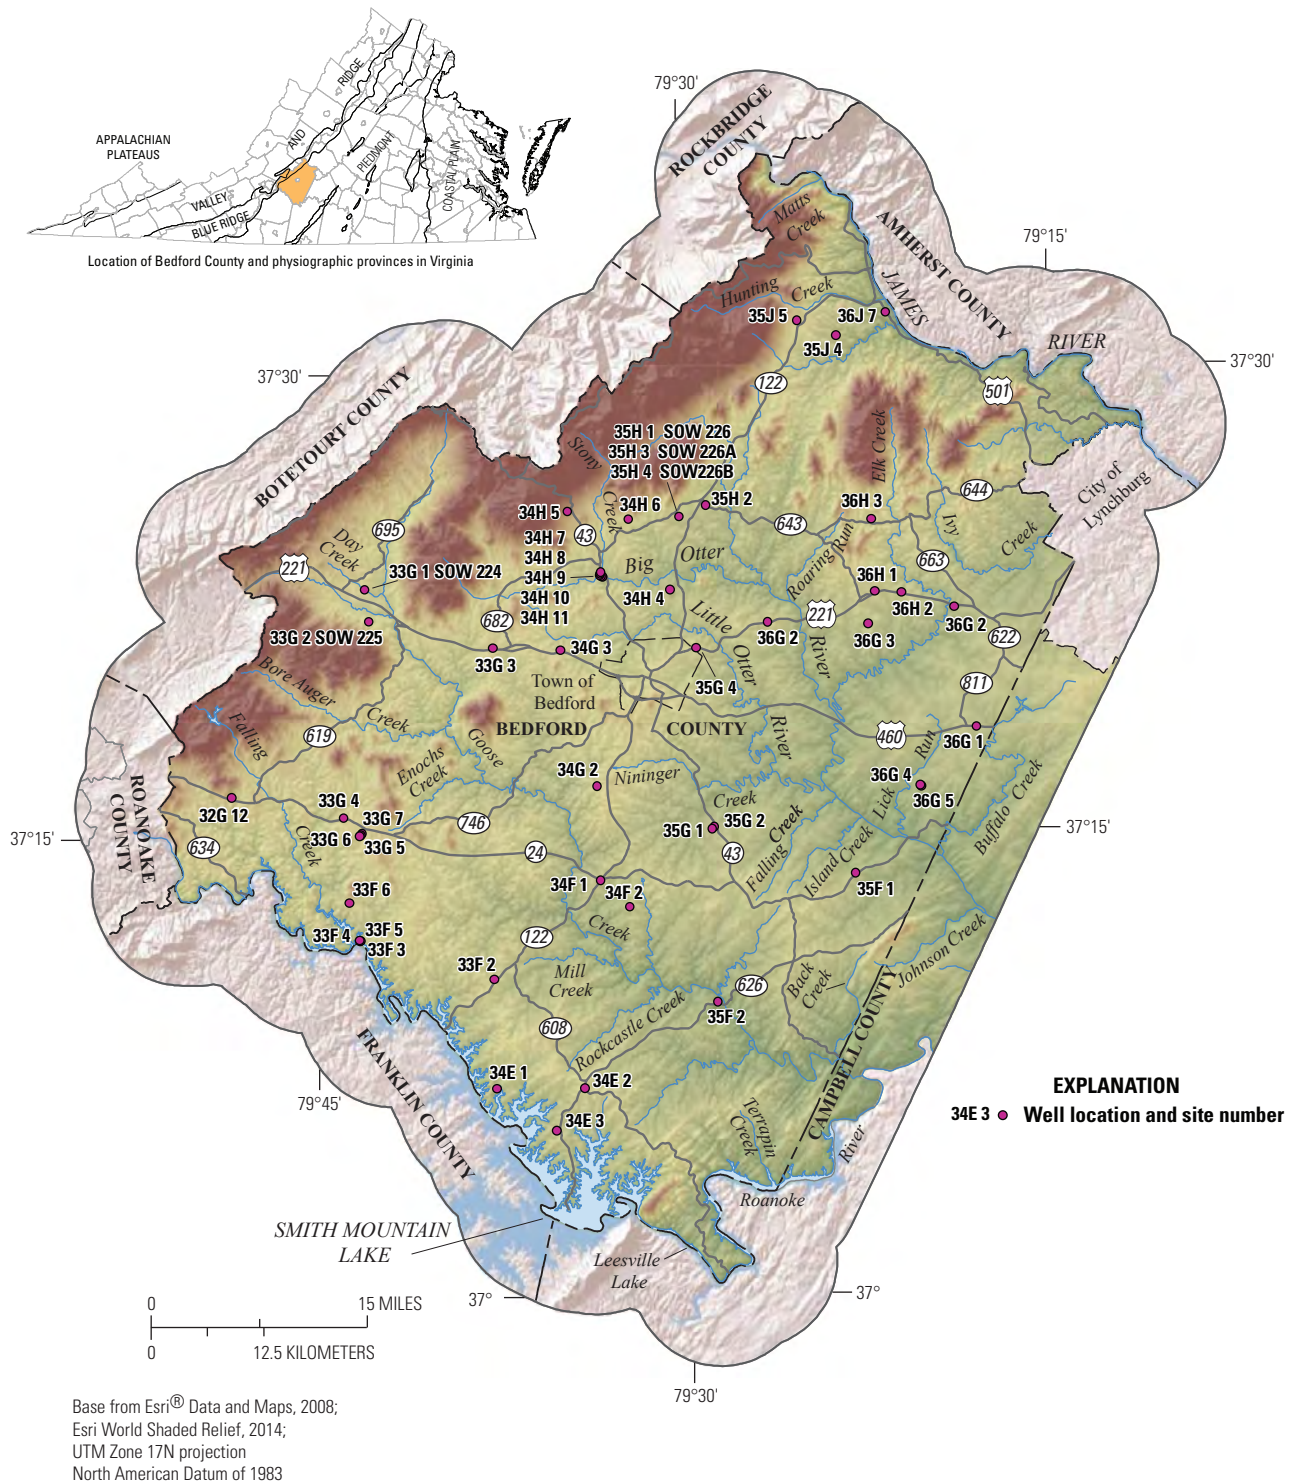 APPALACHIAN
PLATEAUS
VALLEY
AND
RIDGE
BLUE RIDGE
PIEDMONT
COASTAL PLAIN
Location of Bedford County and physiographic provinces in Virginia
79°30'
ROCKBRIDGE
COUNTY
Matts
Creek
AMHERST COUNTY
79°15'
Hunting
Creek
JAMES
RIVER
35J 5
36J 7
35J 4
37°30'
37°30'
122
501
BOTETOURT COUNTY
Stony
Creek
35H 1 SOW 226
35H 3 SOW 226A
35H 4 SOW226B
Elk Creek
City of
Lynchburg
695
34H 5
43
34H 6
35H 2
36H 3
644
643
Ivy
Creek
Day
Creek
221
34H 7
34H 8
34H 9
34H 10
34H 11
Big
Otter
River
Roaring Run
663
33G 1 SOW 224
34H 4
36H 1
36H 2
682
Little
Otter
River
221
36G 2
36G 2
33G 2 SOW 225
36G 3
622
33G 3
34G 3
35G 4
Bore Auger
Creek
Town of
Bedford
811
BEDFORD
COUNTY
Falling
Creek
619
Goose
Creek
460
Run
Lick
36G 1
Enochs
Creek
34G 2
Nininger
Creek
36G 4
36G 5
ROANOKE
COUNTY
32G 12
33G 4
33G 7
33G 6
33G 5
746
35G 1
35G 2
Falling Creek
Buffalo Creek
37°15'
37°15'
634
24
43
Island Creek
34F 1
34F 2
35F 1
33F 6
33F 5
33F 4
33F 3
122
Johnson Creek
33F 2
Mill
Creek
626
Back
Creek
35F 2
608
Rockcastle Creek
FRANKLIN COUNTY
CAMPBELL COUNTY
34E 1
34E 2
EXPLANATION
79°45'
34E 3 Well location and site number
34E 3
Terrapin
Creek
River
Roanoke
SMITH MOUNTAIN
LAKE
Leesville
Lake
37°
37°
0
15 MILES
0
12.5 KILOMETERS
79°30'
Base from Esri® Data and Maps, 2008;
Esri World Shaded Relief, 2014;
UTM Zone 17N projection
North American Datum of 1983